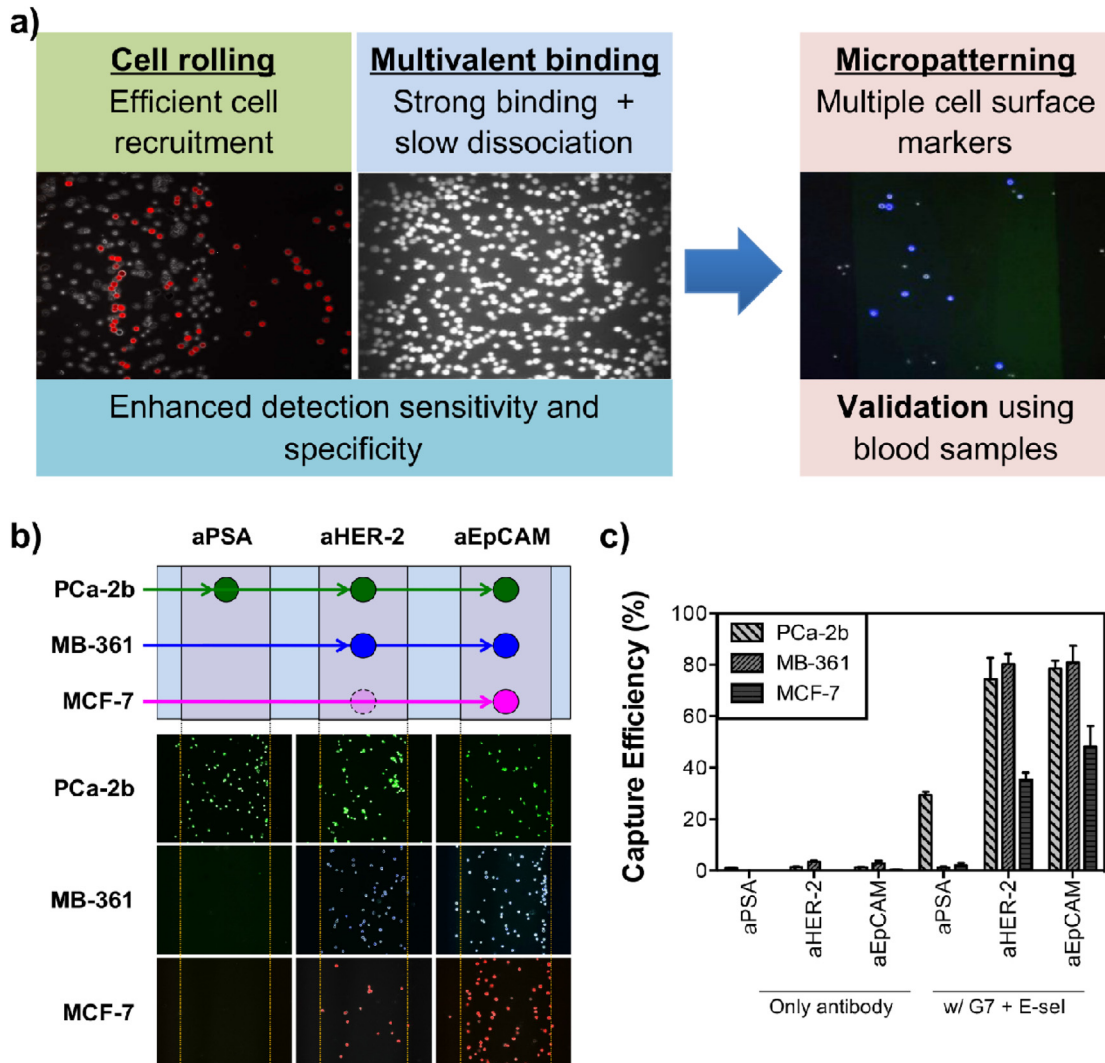 a)
Cell rolling
Efficient cell
recruitment
Multivalent binding
Strong binding +
slow dissociation
Micropatterning
Multiple cell surface
markers
Enhanced detection sensitivity and
specificity
Validation using
blood samples
b)
aPSA aHER-2 aEpCAM
PCa-2b
MB-361
MCF-7
PCa-2b
MB-361
MCF-7
c)
Capture Efficiency (%)
100
80
60
40
20
0
PCa-2b
MB-361
MCF-7
aPSA
aHER-2
aEpCAM
aPSA
aHER-2
aEpCAM
Only antibody
w/ G7 + E-sel